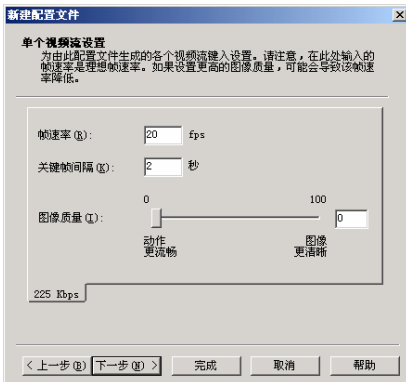 新建配置文件
单个视频流设置
为由此配置文件生成的各个视频流键入设置。请注意，在此处输入的
帧速率是理想帧速率。如果设置更高的图像质量，可能会导致该帧速
率降低。
帧速率(R): 20 fps
关键帧间隔(K): 2 秒
0 100
图像质量(I): 0
动作 图像
更流畅 更清晰
225 Kbps
< 上一步(B) 下一步(N) > 完成 取消 帮助